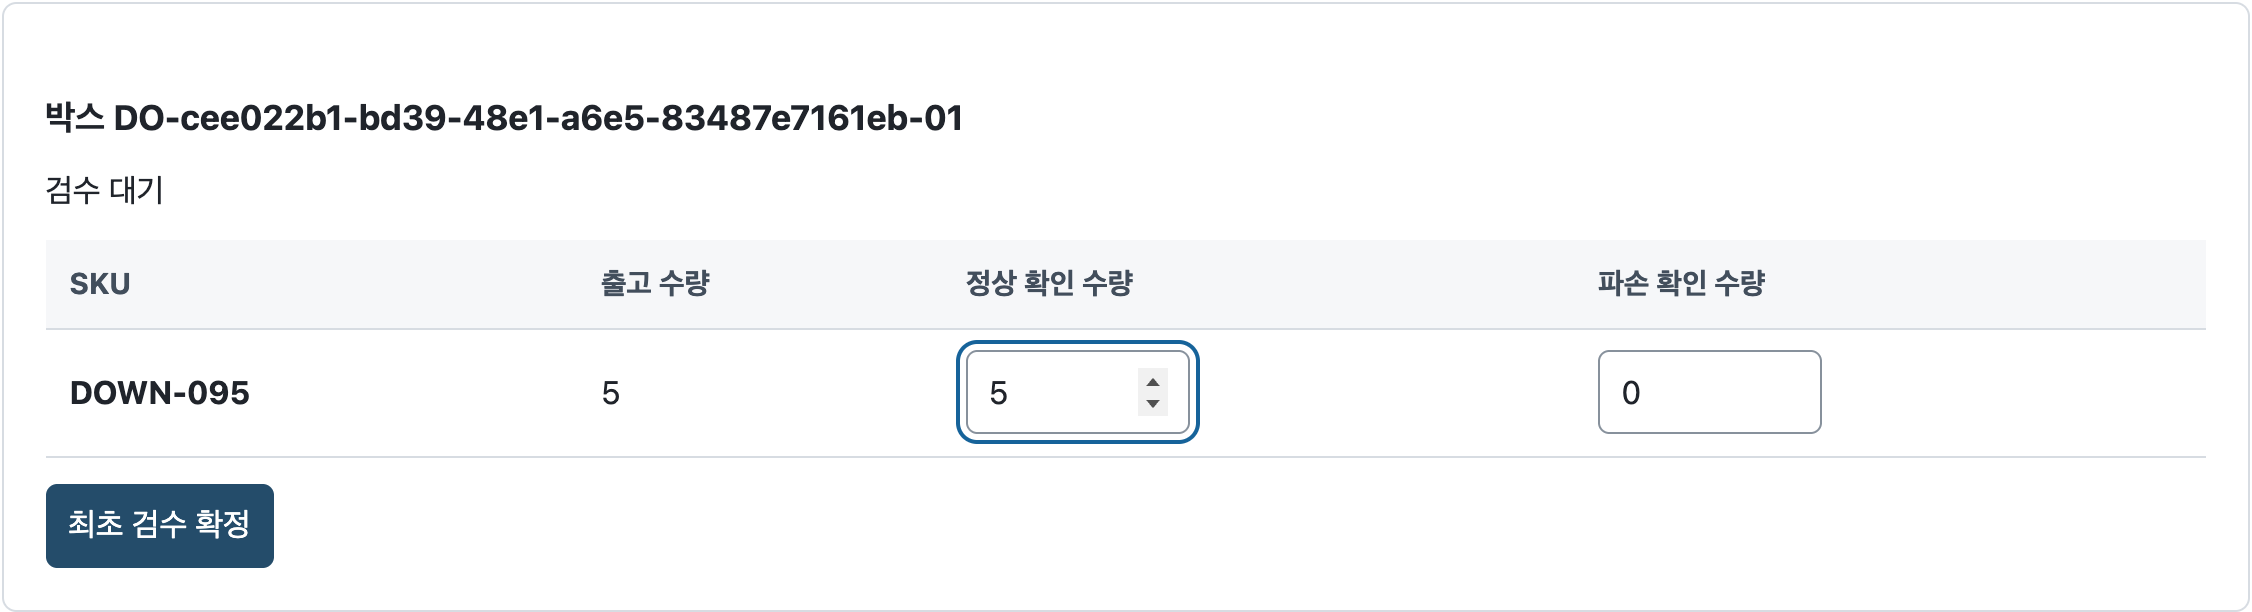 박스 DO-cee022b1-bd39-48e1-a6e5-83487e7161eb-01
검수 대기
SKU 출고 수량 정상 확인 수량 파손 확인 수량
DOWN-095 5 5 0
최초 검수 확정